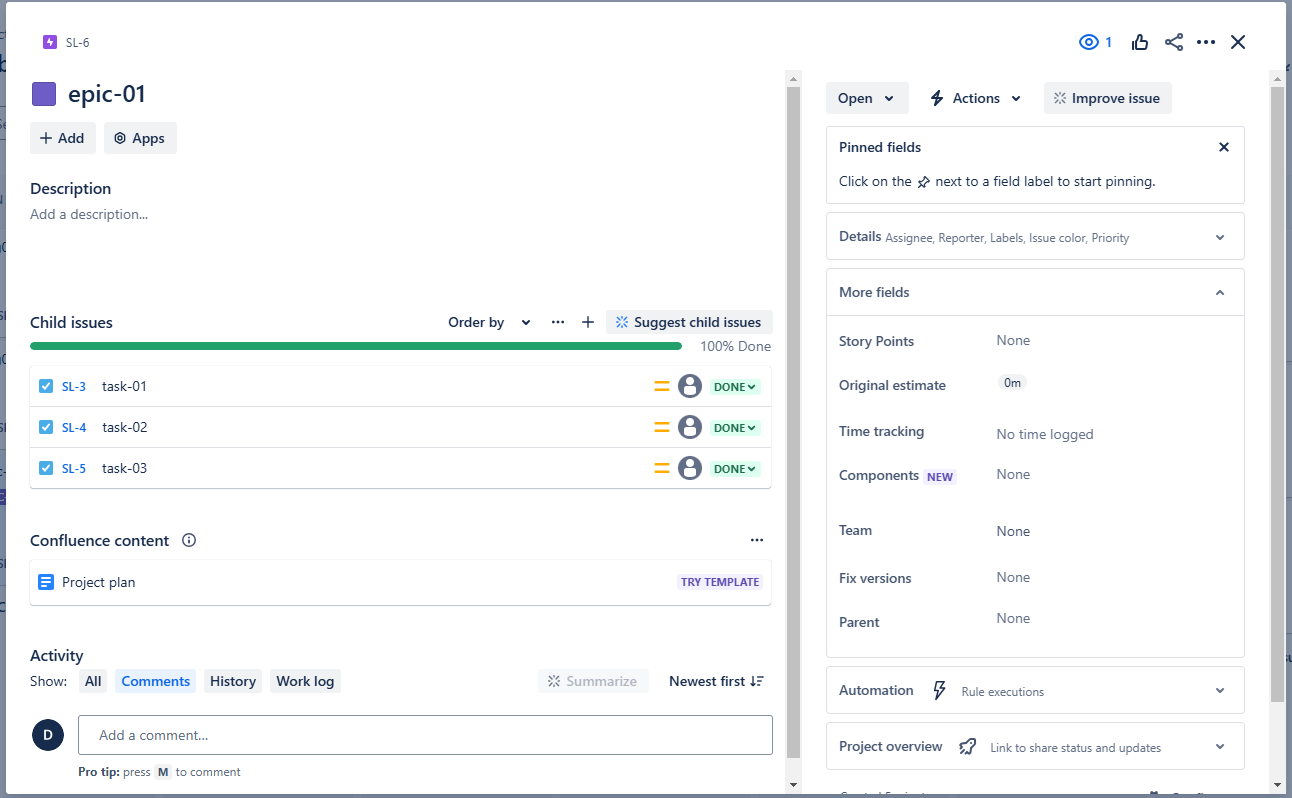 SL-6
1
epic-01
Add
Apps
Description
Add a description...
Child issues
Order by
Suggest child issues
100% Done
SL-3 task-01 DONE
SL-4 task-02 DONE
SL-5 task-03 DONE
Confluence content
Project plan
TRY TEMPLATE
Activity
Show: All Comments History Work log
Summarize
Newest first
D
Add a comment...
Pro tip: press M to comment
Open
Actions
Improve issue
Pinned fields
Click on the next to a field label to start pinning.
Details Assignee, Reporter, Labels, Issue color, Priority
More fields
Story Points None
Original estimate 0m
Time tracking No time logged
Components NEW None
Team None
Fix versions None
Parent None
Automation Rule executions
Project overview Link to share status and updates